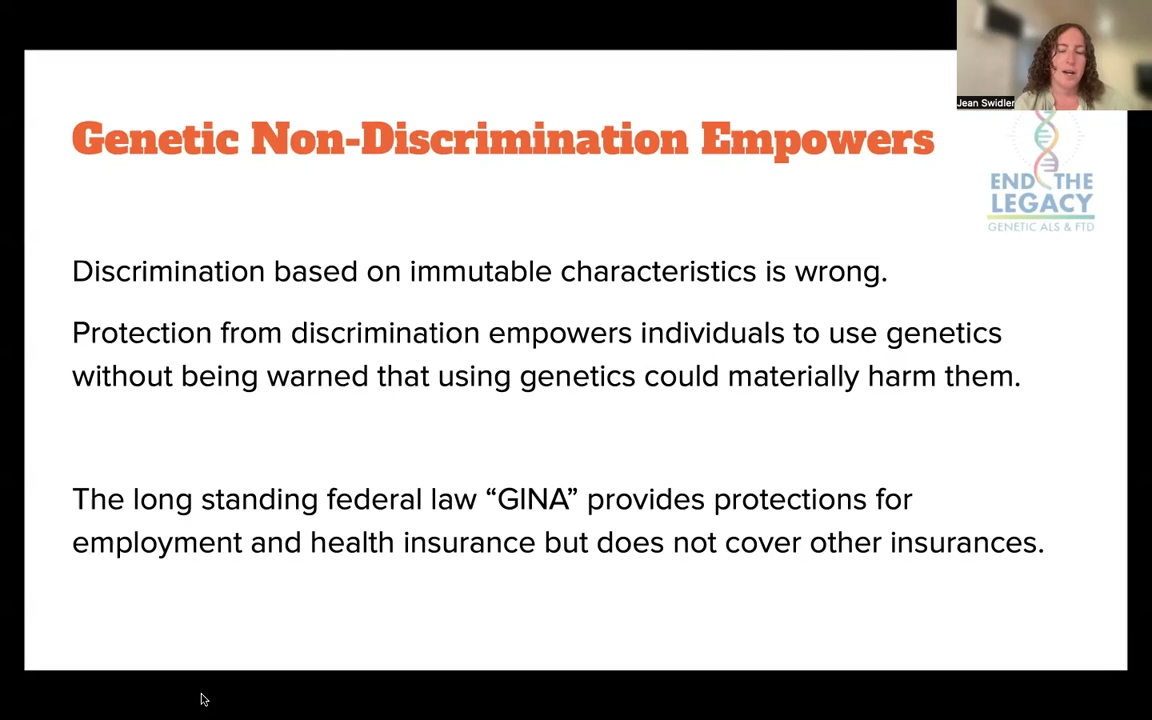 Jean Swidler
Genetic Non-Discrimination Empowers
END THE
LEGACY
GENETIC ALS & FTD
Discrimination based on immutable characteristics is wrong.
Protection from discrimination empowers individuals to use genetics
without being warned that using genetics could materially harm them.
The long standing federal law “GINA” provides protections for
employment and health insurance but does not cover other insurances.